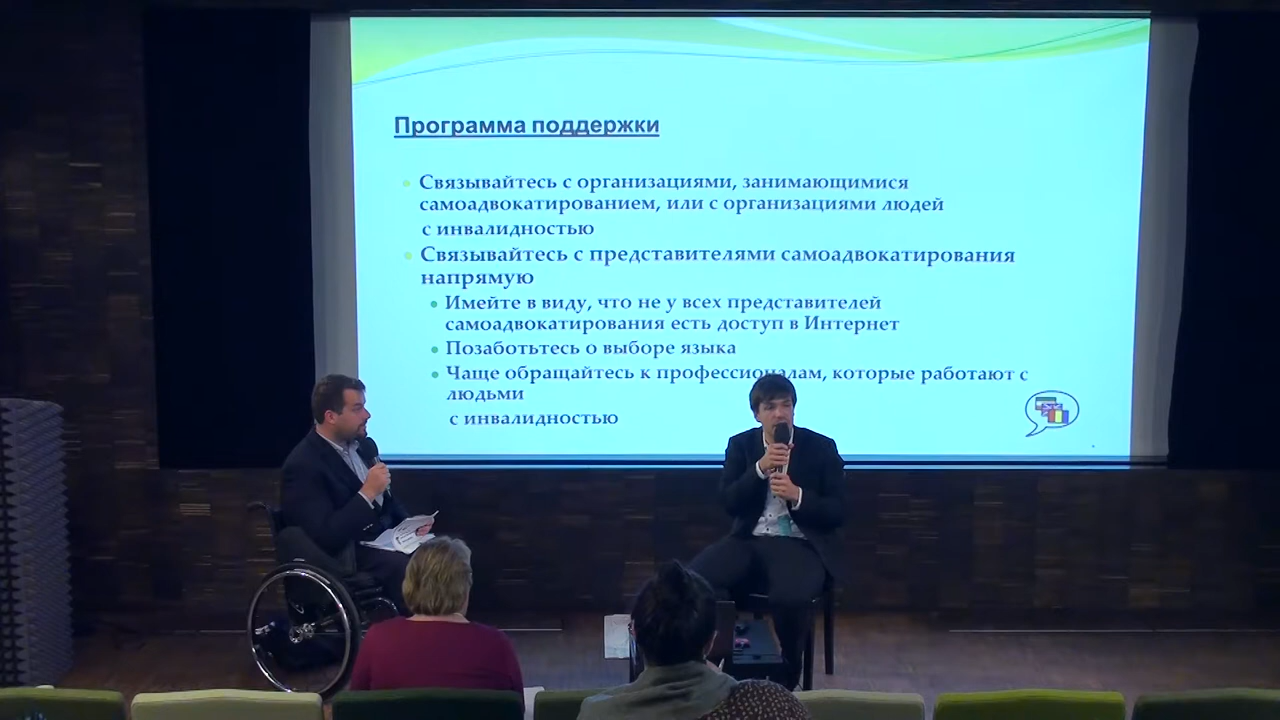 Программа поддержки
Связывайтесь с организациями, занимающимися
самоадвокатированием, или с организациями людей
с инвалидностью
Связывайтесь с представителями самоадвокатирования
напрямую
Имейте в виду, что не у всех представителей
самоадвокатирования есть доступ в Интернет
Позаботьтесь о выборе языка
Чаще обращайтесь к профессионалам, которые работают с
людьми
с инвалидностью